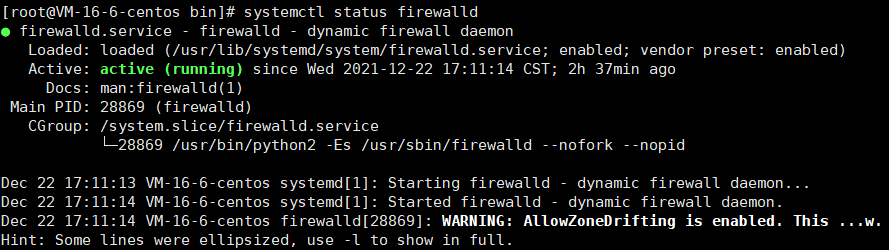 [root@VM-16-6-centos bin]# systemctl status firewalld
● firewalld.service - firewalld - dynamic firewall daemon
   Loaded: loaded (/usr/lib/systemd/system/firewalld.service; enabled; vendor preset: enabled)
   Active: active (running) since Wed 2021-12-22 17:11:14 CST; 2h 37min ago
     Docs: man:firewalld(1)
 Main PID: 28869 (firewalld)
   CGroup: /system.slice/firewalld.service
           └─28869 /usr/bin/python2 -Es /usr/sbin/firewalld --nofork --nopid

Dec 22 17:11:13 VM-16-6-centos systemd[1]: Starting firewalld - dynamic firewall daemon...
Dec 22 17:11:14 VM-16-6-centos systemd[1]: Started firewalld - dynamic firewall daemon.
Dec 22 17:11:14 VM-16-6-centos firewalld[28869]: WARNING: AllowZoneDrifting is enabled. This ...w.
Hint: Some lines were ellipsized, use -l to show in full.